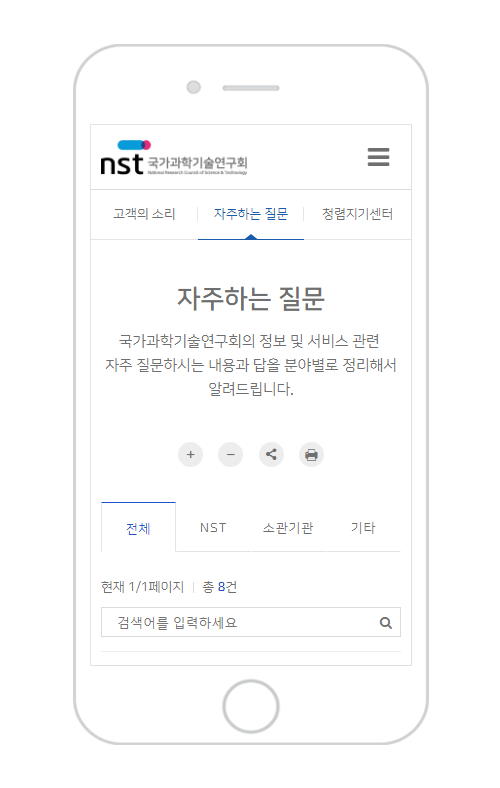 nst 국가과학기술연구회
National Research Council of Science & Technology
고객의 소리 자주하는 질문 청렴지기센터
자주하는 질문
국가과학기술연구회의 정보 및 서비스 관련
자주 질문하시는 내용과 답을 분야별로 정리해서
알려드립니다.
+ −
전체 NST 소관기관 기타
현재 1/1페이지 | 총 8건
검색어를 입력하세요